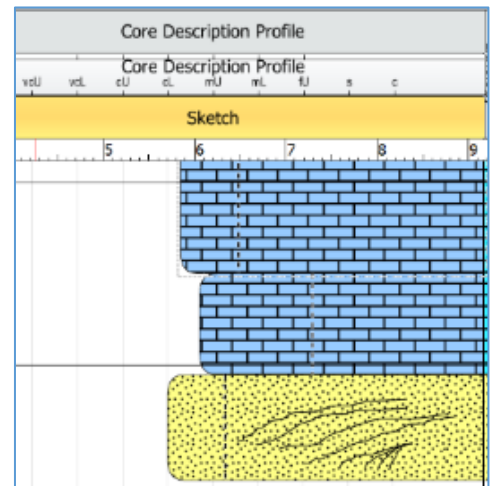 Core Description Profile
Core Description Profile
vcU vcL cU cL mU mL fU s c
Sketch
5 6 7 8 9